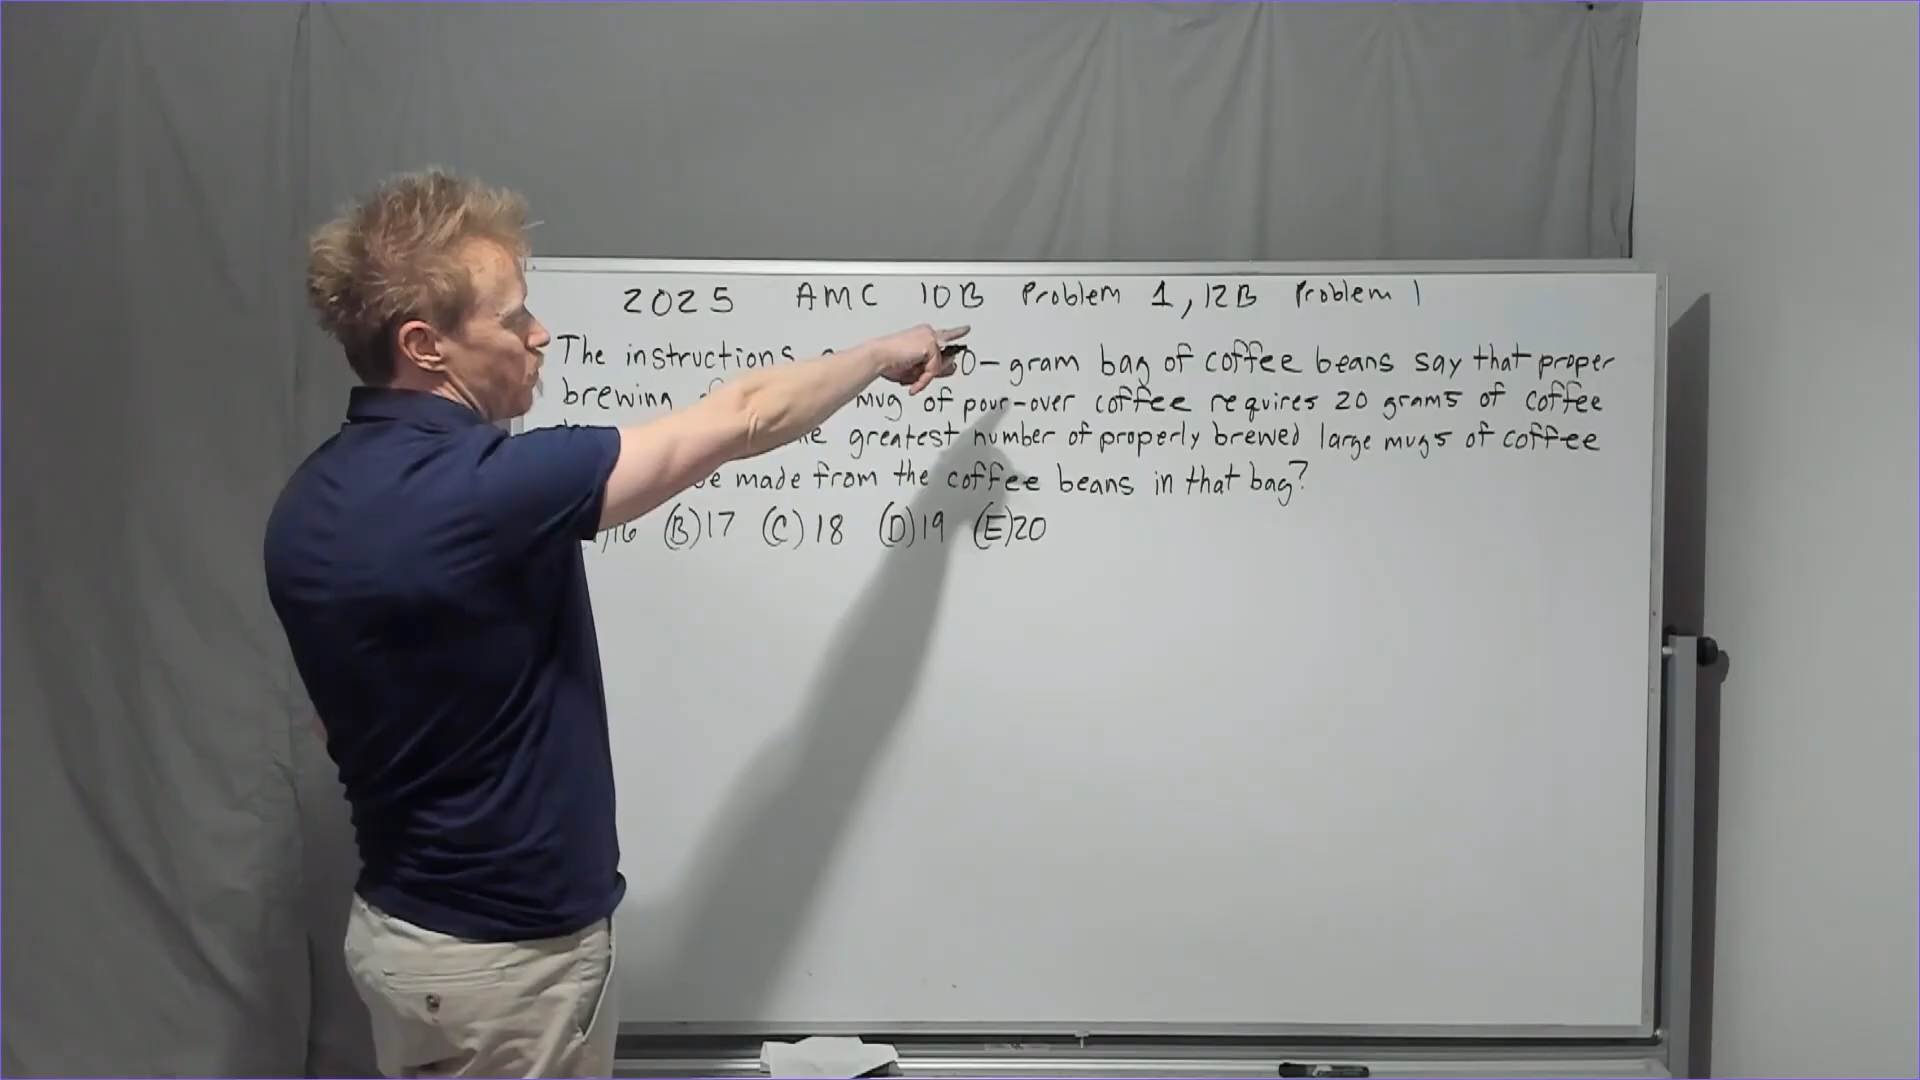 2025 AMC 10B Problem 1, 12B Problem 1
The instructions 0-gram bag of coffee beans say that proper
brewing mug of pour-over coffee requires 20 grams of coffee
greatest number of properly brewed large mugs of coffee
made from the coffee beans in that bag?
16 (B)17 (C)18 (D)19 (E)20